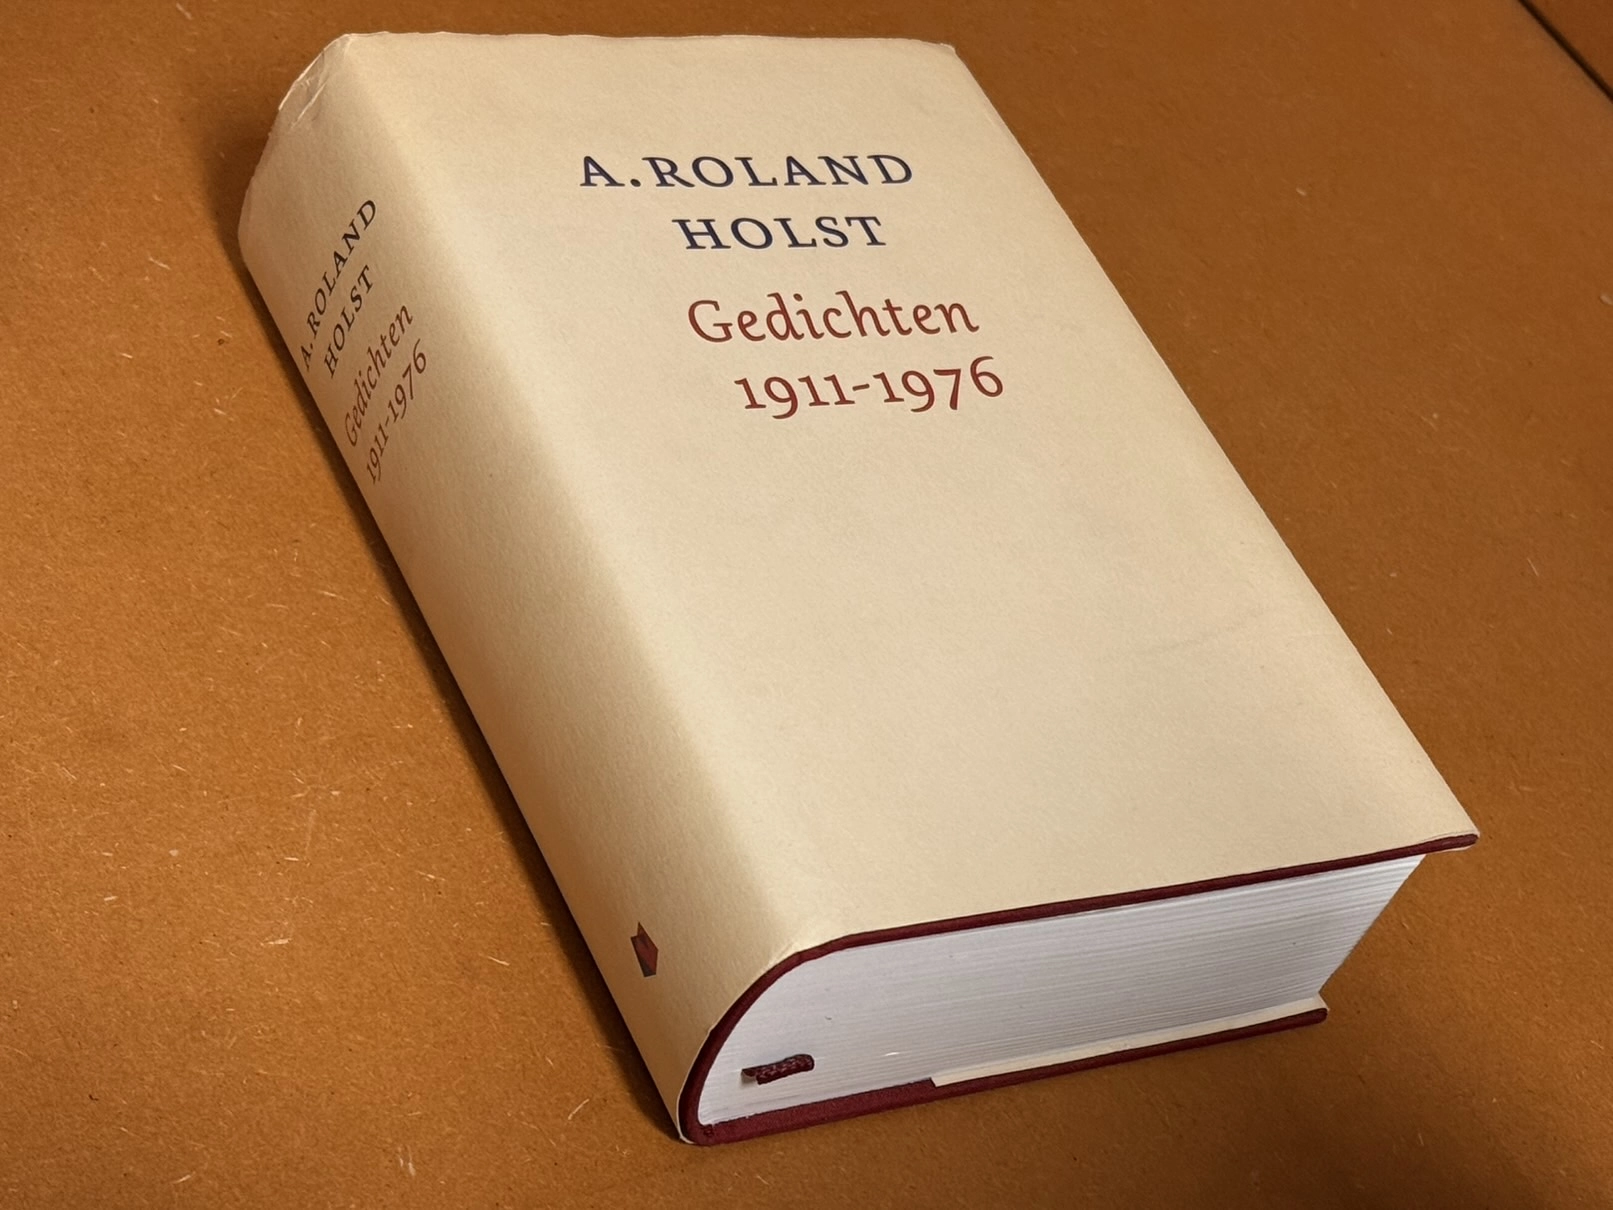 A. ROLAND
HOLST
Gedichten
1911-1976
A. ROLAND
HOLST
Gedichten
1911-1976